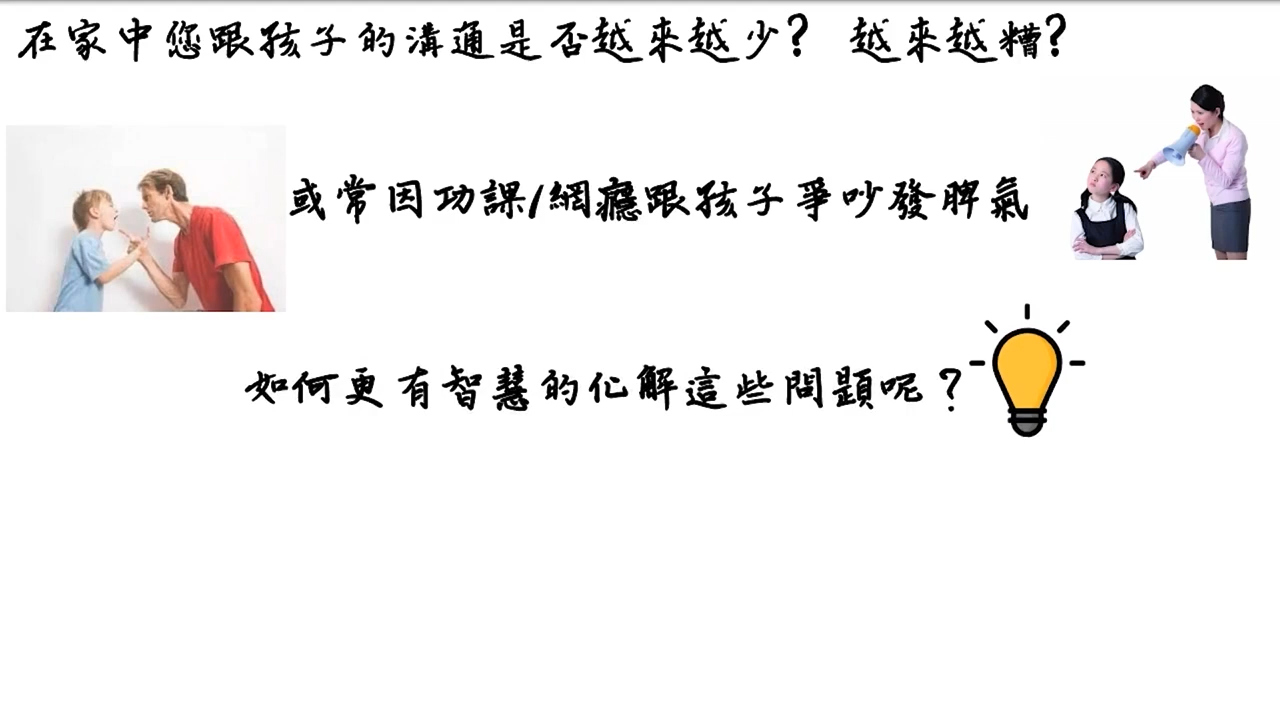 在家中您跟孩子的溝通是否越來越少? 越來越糟?
或常因功課/網癮跟孩子爭吵發脾氣
如何更有智慧的化解這些問題呢？